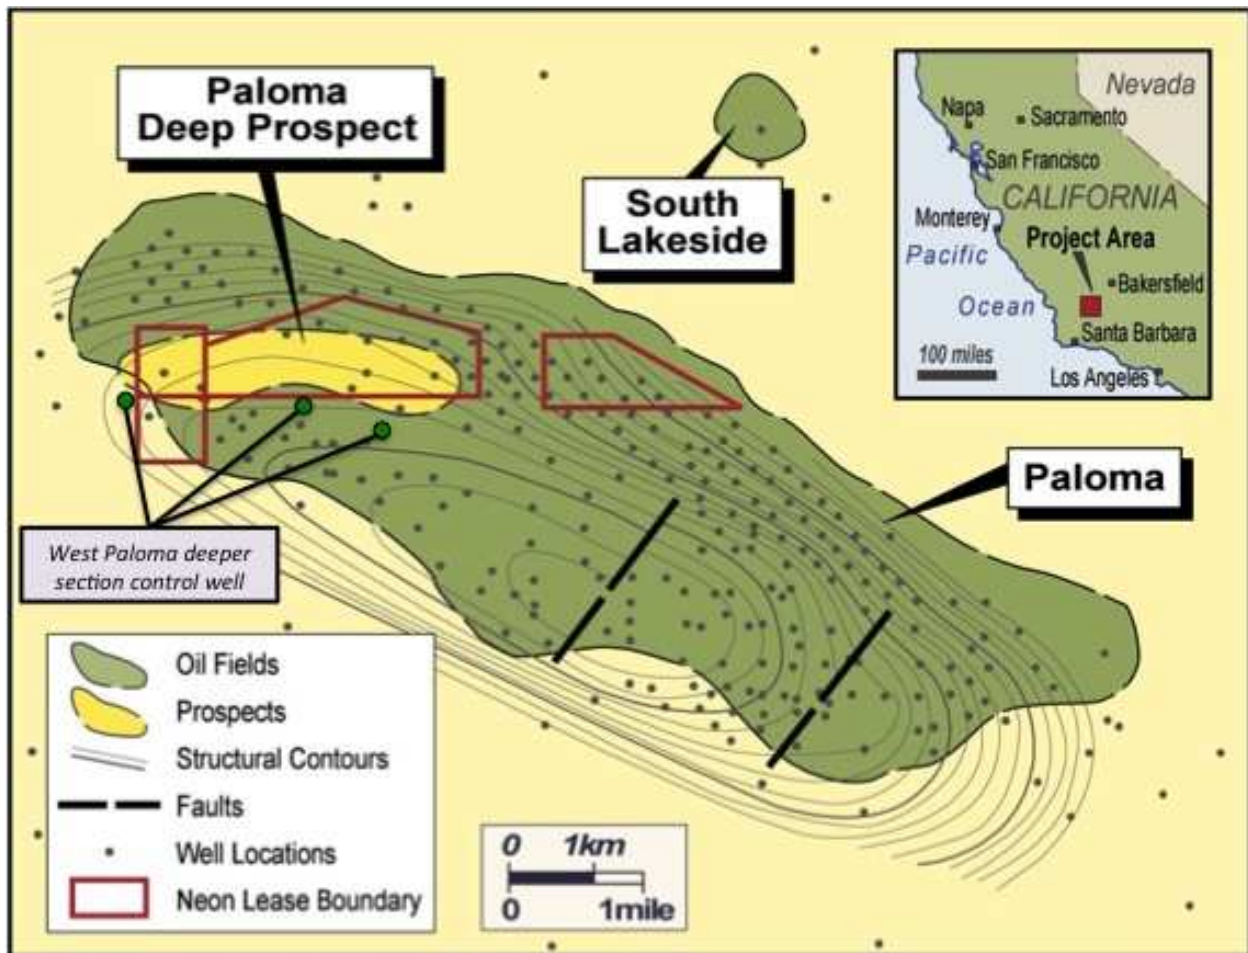 Paloma
Deep Prospect
South
Lakeside
Nevada
Napa
Sacramento
San Francisco
CALIFORNIA
Monterey
Project Area
Pacific
Bakersfield
Ocean
Santa Barbara
100 miles
Los Angeles
Paloma
West Paloma deeper
section control well
Oil Fields
Prospects
Structural Contours
Faults
Well Locations
Neon Lease Boundary
0 1km
0 1mile